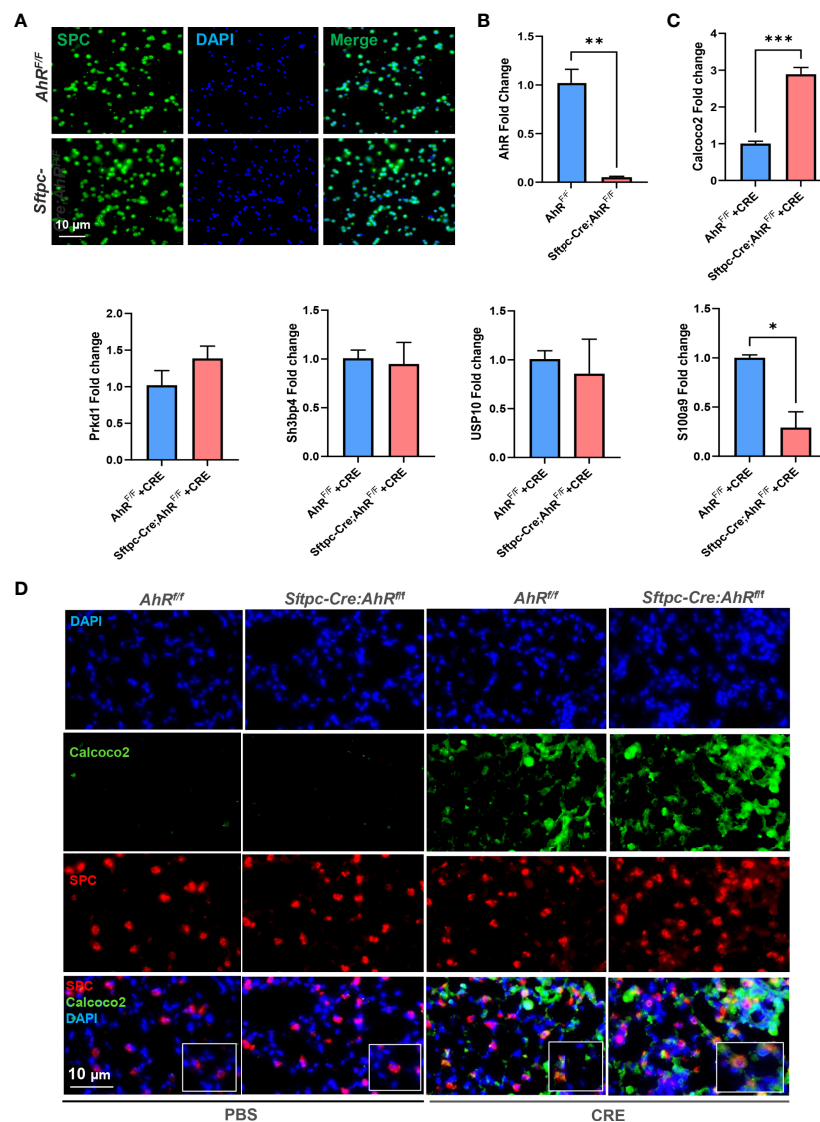 A
B
C
SPC
DAPI
Merge
AhR^F/F
Sftpc-
10 µm
AhR Fold Change
0.0
0.5
1.0
1.5
**
AhR^F/F
Sftpc-Cre;AhR^F/F
Calcoco2 Fold change
0
1
2
3
4
***
AhR^F/F+CRE
Sftpc-Cre;AhR^F/F+CRE
Prkd1 Fold change
0.0
0.5
1.0
1.5
2.0
AhR^F/F+CRE
Sftpc-Cre;AhR^F/F+CRE
Sh3bp4 Fold change
0.0
0.5
1.0
1.5
AhR^F/F+CRE
Sftpc-Cre;AhR^F/F+CRE
USP10 Fold change
0.0
0.5
1.0
1.5
AhR^F/F+CRE
Sftpc-Cre;AhR^F/F+CRE
S100a9 Fold change
0.0
0.5
1.0
1.5
*
AhR^F/F+CRE
Sftpc-Cre;AhR^F/F+CRE
D
AhR^f/f
Sftpc-Cre:AhR^f/f
AhR^f/f
Sftpc-Cre:AhR^f/f
DAPI
Calcoco2
SPC
SPC
Calcoco2
DAPI
10 µm
PBS
CRE